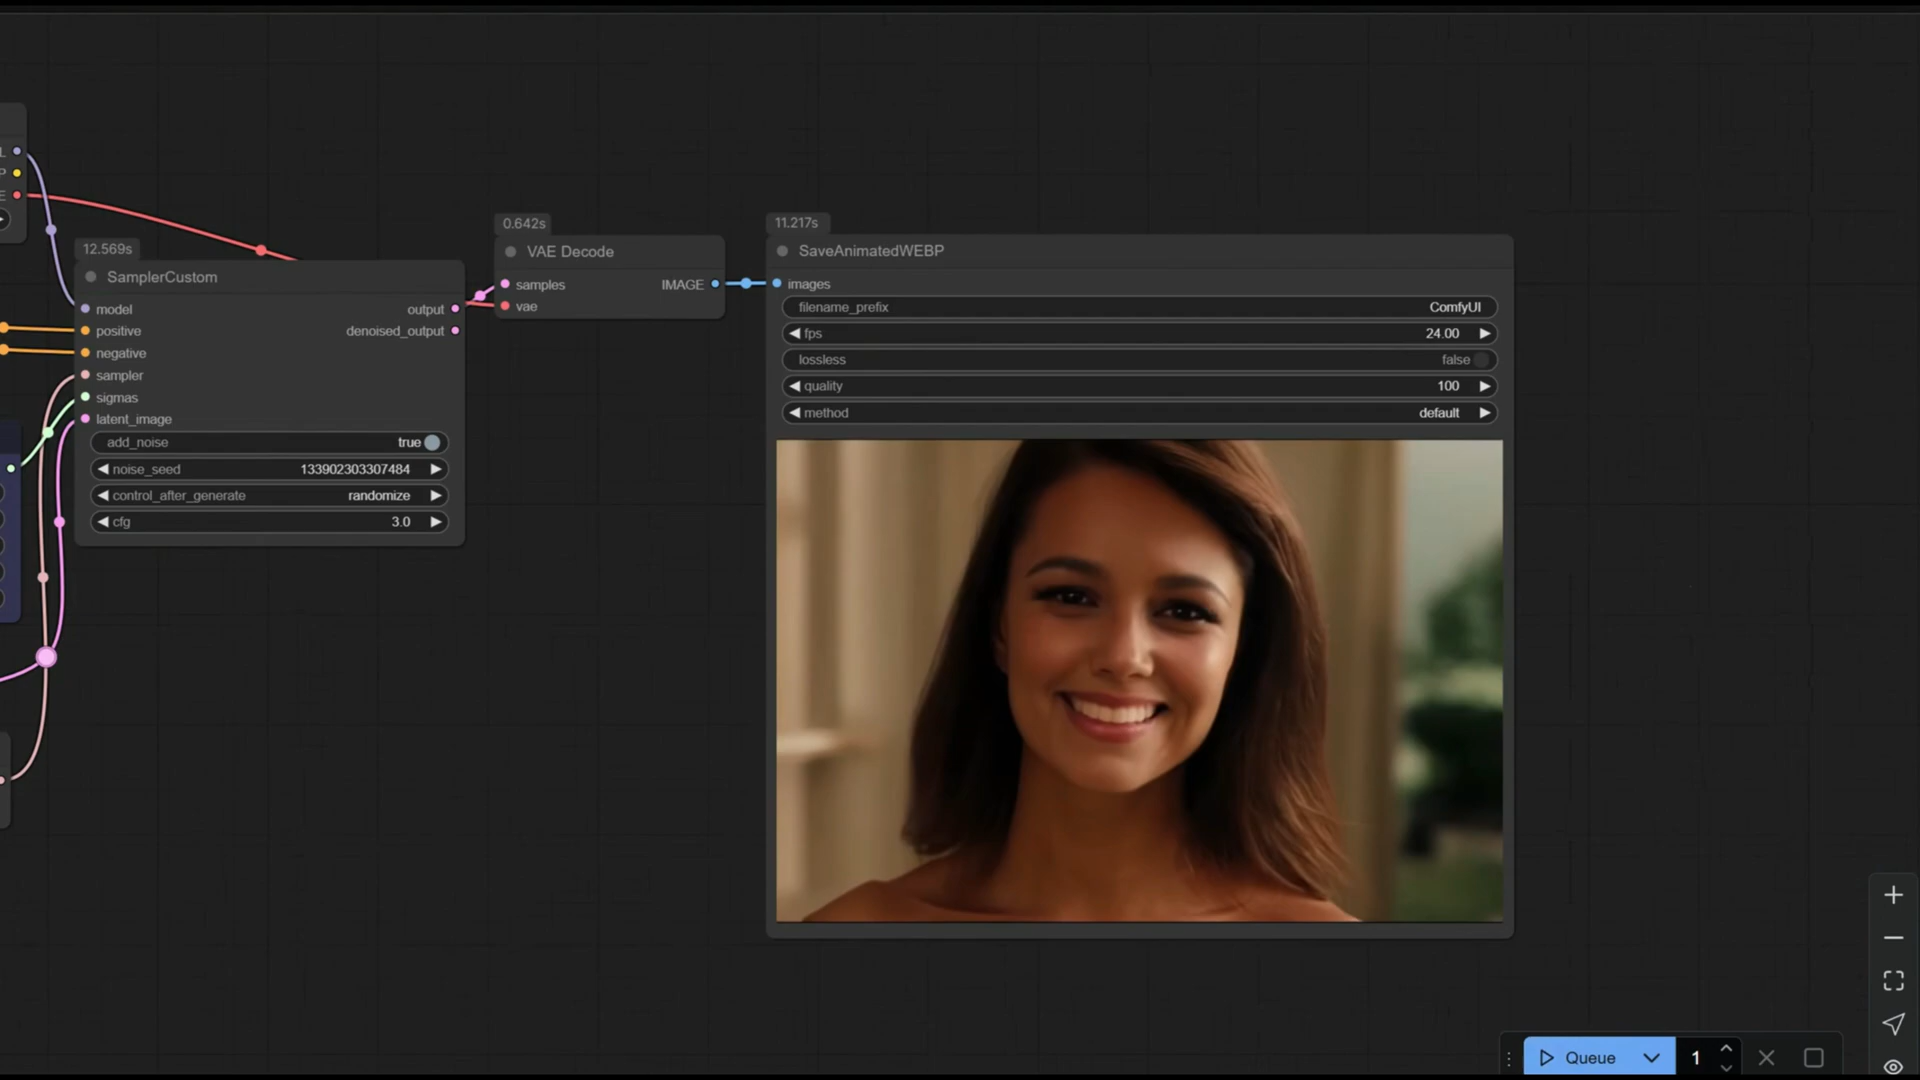 L
P
E
12.569s
SamplerCustom
model
output
positive
denoised_output
negative
sampler
sigmas
latent_image
add_noise true
noise_seed 133902303307484
control_after_generate randomize
cfg 3.0
0.642s
VAE Decode
samples IMAGE
vae
11.217s
SaveAnimatedWEBP
images
filename_prefix ComfyUI
fps 24.00
lossless false
quality 100
method default
Queue 1